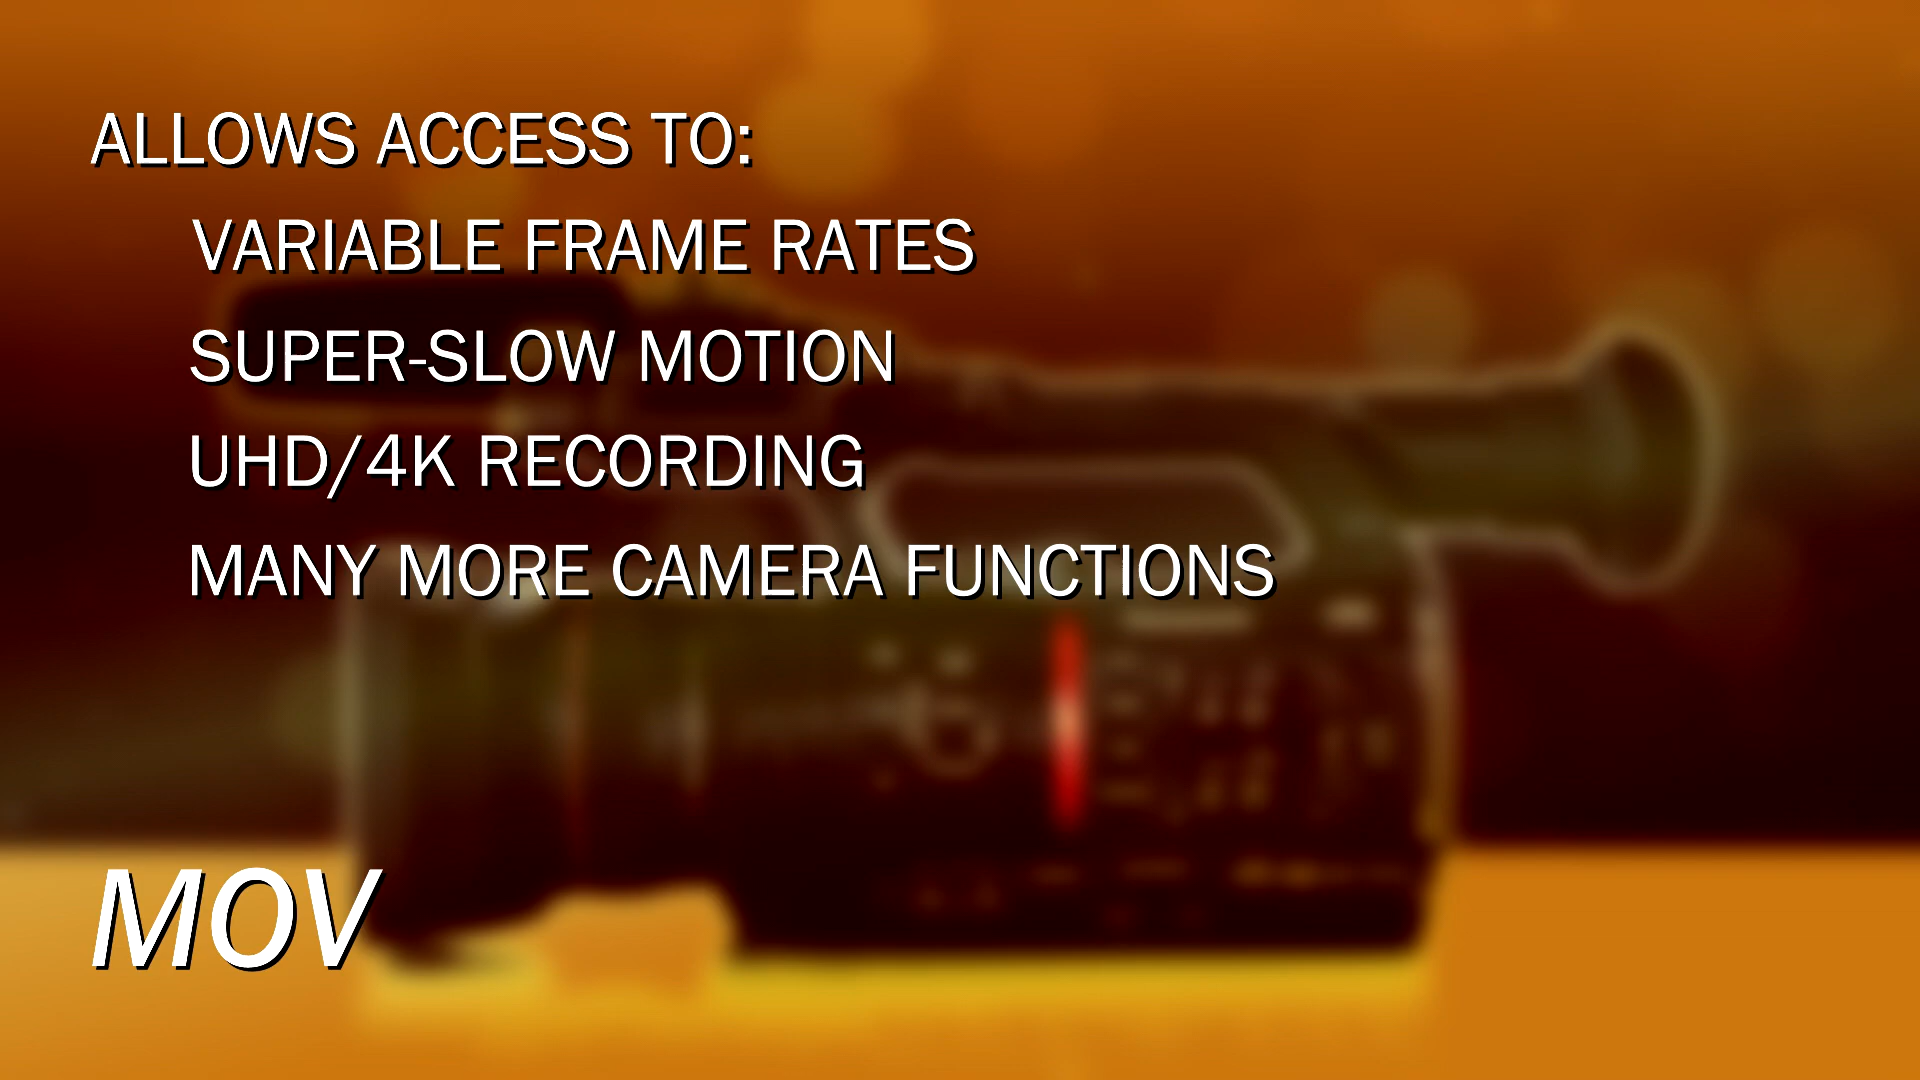 ALLOWS ACCESS TO:
VARIABLE FRAME RATES
SUPER-SLOW MOTION
UHD/4K RECORDING
MANY MORE CAMERA FUNCTIONS
MOV